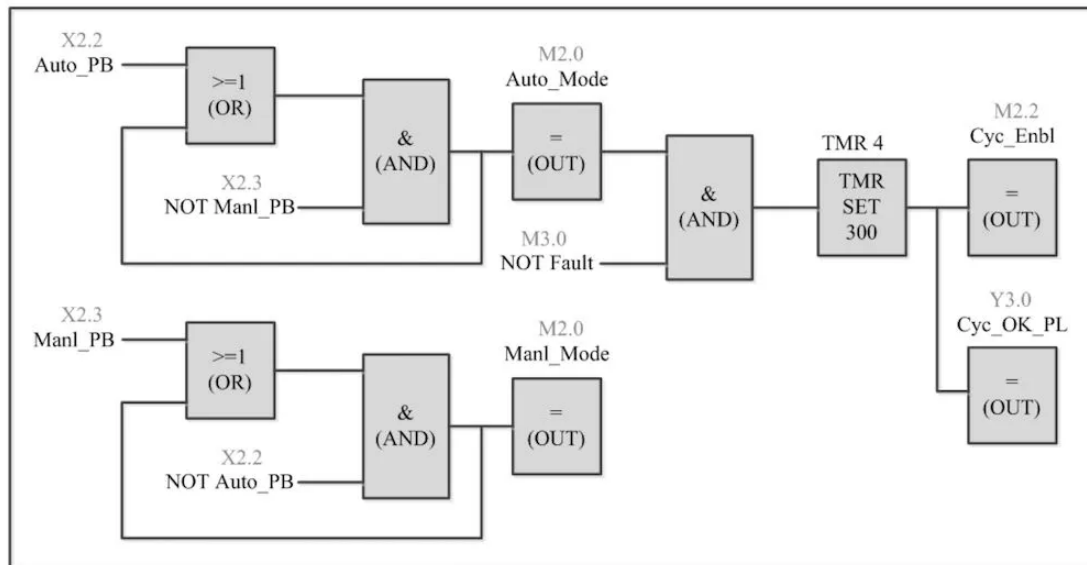 X2.2
Auto_PB
>=1
(OR)
&
(AND)
X2.3
NOT Manl_PB
M2.0
Auto_Mode
=
(OUT)
M3.0
NOT Fault
&
(AND)
TMR 4
TMR
SET
300
M2.2
Cyc_Enbl
=
(OUT)
Y3.0
Cyc_OK_PL
=
(OUT)
X2.3
Manl_PB
>=1
(OR)
&
(AND)
X2.2
NOT Auto_PB
M2.0
Manl_Mode
=
(OUT)